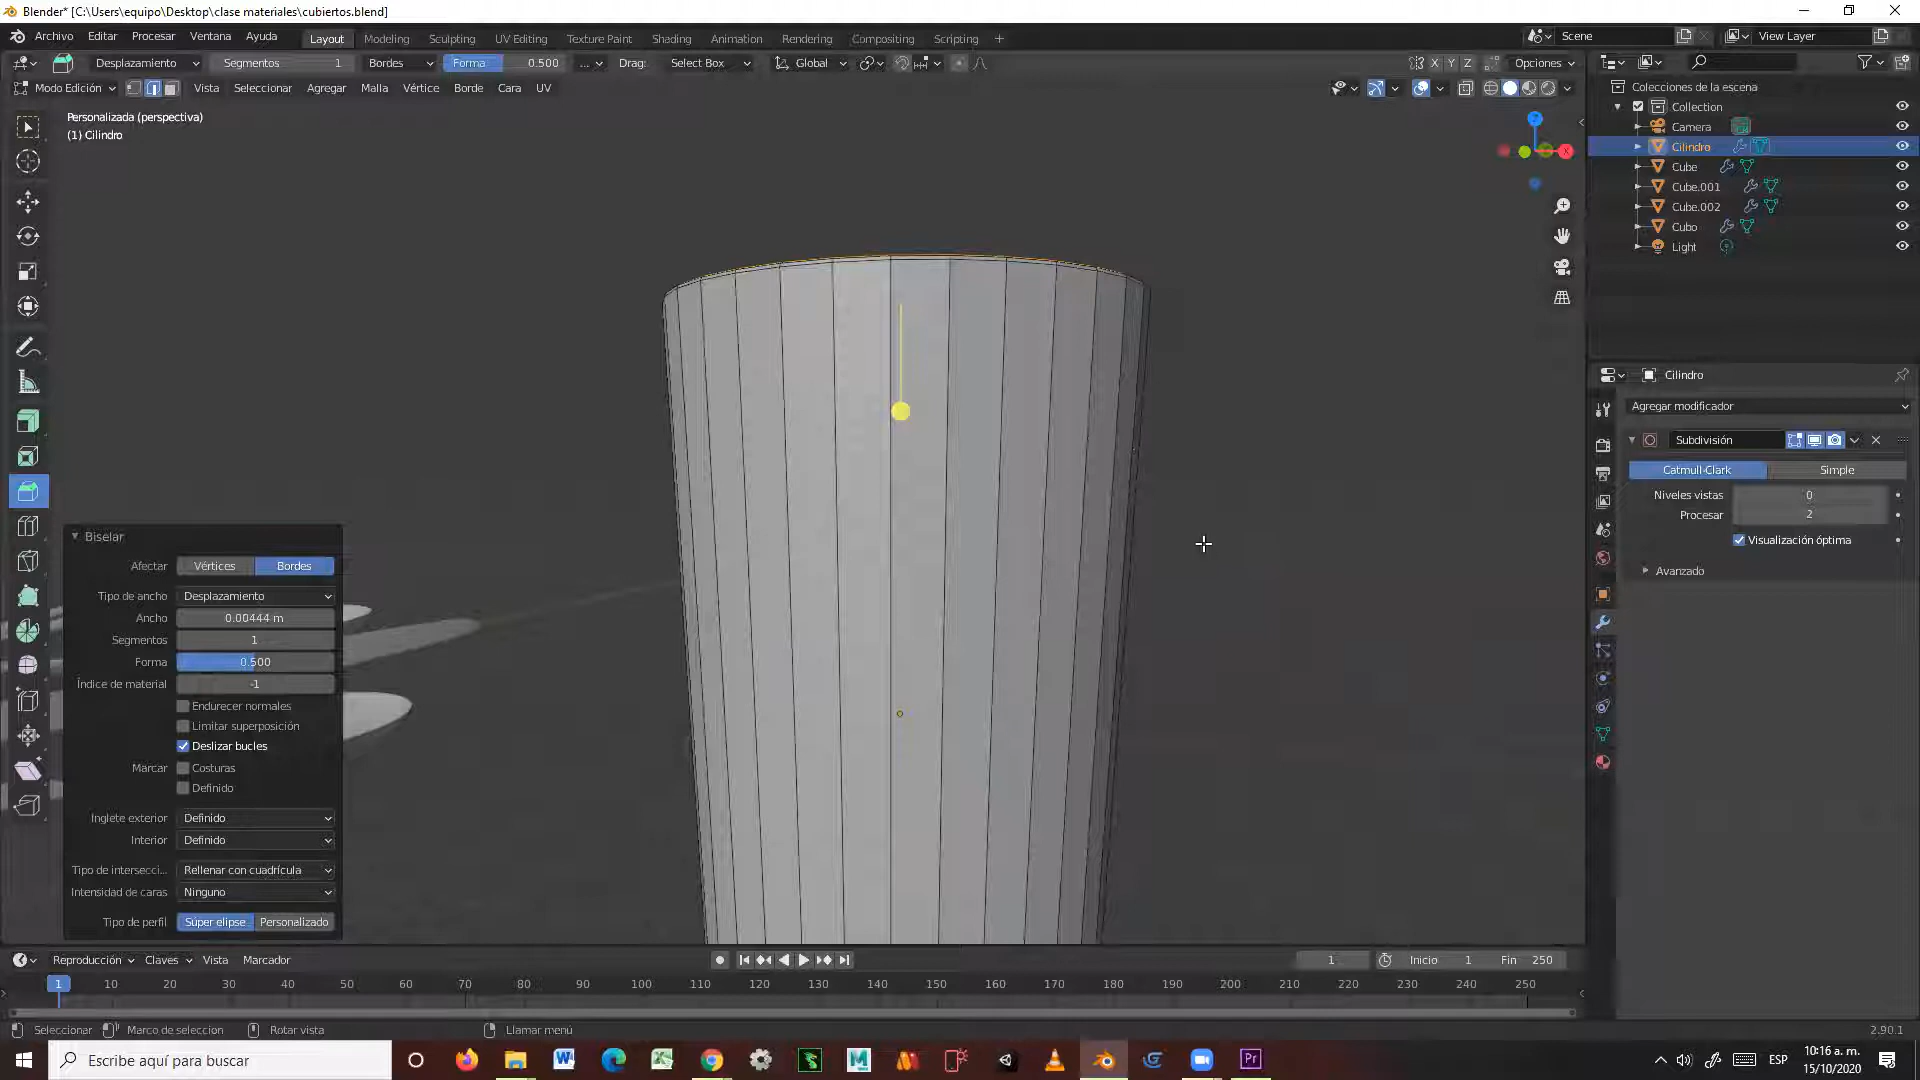 Blender* [C:\Users\equipo\Desktop\clase materiales\cubiertos.blend]
Archivo Editar Procesar Ventana Ayuda Layout Modeling Sculpting UV Editing Texture Paint Shading Animation Rendering Compositing Scripting + Scene View Layer
Desplazamiento Segmentos 1 Bordes Forma 0.500 ... Drag: Select Box Global X Y Z Opciones
Modo Edición Vista Seleccionar Agregar Malla Vértice Borde Cara UV
Personalizada (perspectiva)
(1) Cilindro
Z
X
Colecciones de la escena
Collection
Camera
Cilindro
Cube
Cube.001
Cube.002
Cubo
Light
Cilindro
Agregar modificador
Subdivisión
Catmull-Clark Simple
Niveles vistas 0
Procesar 2
Visualización óptima
Avanzado
Biselar
Afectar Vértices Bordes
Tipo de ancho Desplazamiento
Ancho 0.00444 m
Segmentos 1
Forma 0.500
Índice de material -1
Endurecer normales
Limitar superposición
Deslizar bucles
Marcar Costuras
Definido
Inglete exterior Definido
Interior Definido
Tipo de intersecci... Rellenar con cuadrícula
Intensidad de caras Ninguno
Tipo de perfil Súper elipse Personalizado
Reproducción Claves Vista Marcador 1 Inicio 1 Fin 250
1 10 20 30 40 50 60 70 80 90 100 110 120 130 140 150 160 170 180 190 200 210 220 230 240 250
Seleccionar Marco de selección Rotar vista Llamar menú 2.90.1
Escribe aquí para buscar
ESP
10:16 a. m.
15/10/2020